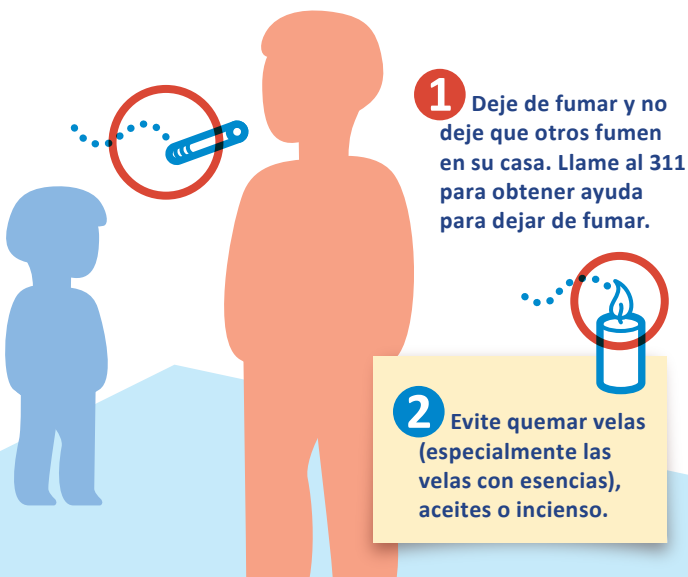 1 Deje de fumar y no
deje que otros fumen
en su casa. Llame al 311
para obtener ayuda
para dejar de fumar.
2 Evite quemar velas
(especialmente las
velas con esencias),
aceites o incienso.